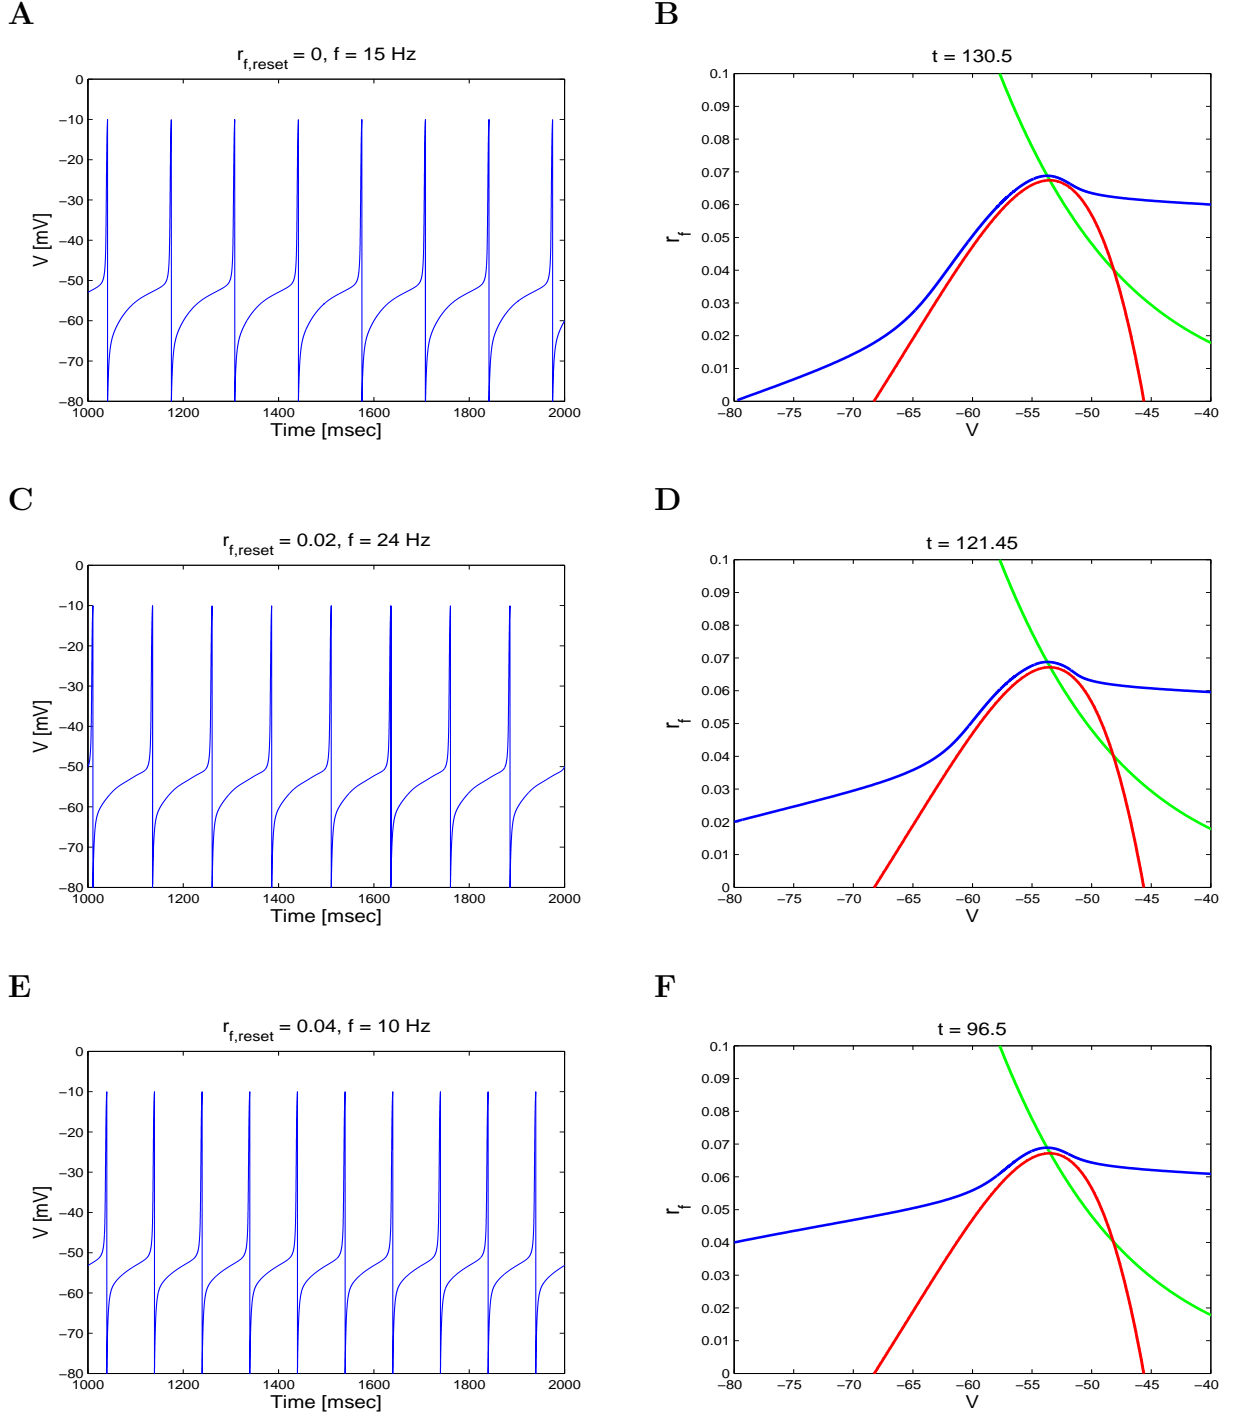 A
r_{f,reset} = 0, f = 15 Hz
0
−10
−20
−30
−40
−50
−60
−70
−80
V [mV]
1000 1200 1400 1600 1800 2000
Time [msec]
B
t = 130.5
0.1
0.09
0.08
0.07
0.06
0.05
0.04
0.03
0.02
0.01
0
r_f
−80 −75 −70 −65 −60 −55 −50 −45 −40
V
C
r_{f,reset} = 0.02, f = 24 Hz
0
−10
−20
−30
−40
−50
−60
−70
−80
V [mV]
1000 1200 1400 1600 1800 2000
Time [msec]
D
t = 121.45
0.1
0.09
0.08
0.07
0.06
0.05
0.04
0.03
0.02
0.01
0
r_f
−80 −75 −70 −65 −60 −55 −50 −45 −40
V
E
r_{f,reset} = 0.04, f = 10 Hz
0
−10
−20
−30
−40
−50
−60
−70
−80
V [mV]
1000 1200 1400 1600 1800 2000
Time [msec]
F
t = 96.5
0.1
0.09
0.08
0.07
0.06
0.05
0.04
0.03
0.02
0.01
0
r_f
−80 −75 −70 −65 −60 −55 −50 −45 −40
V